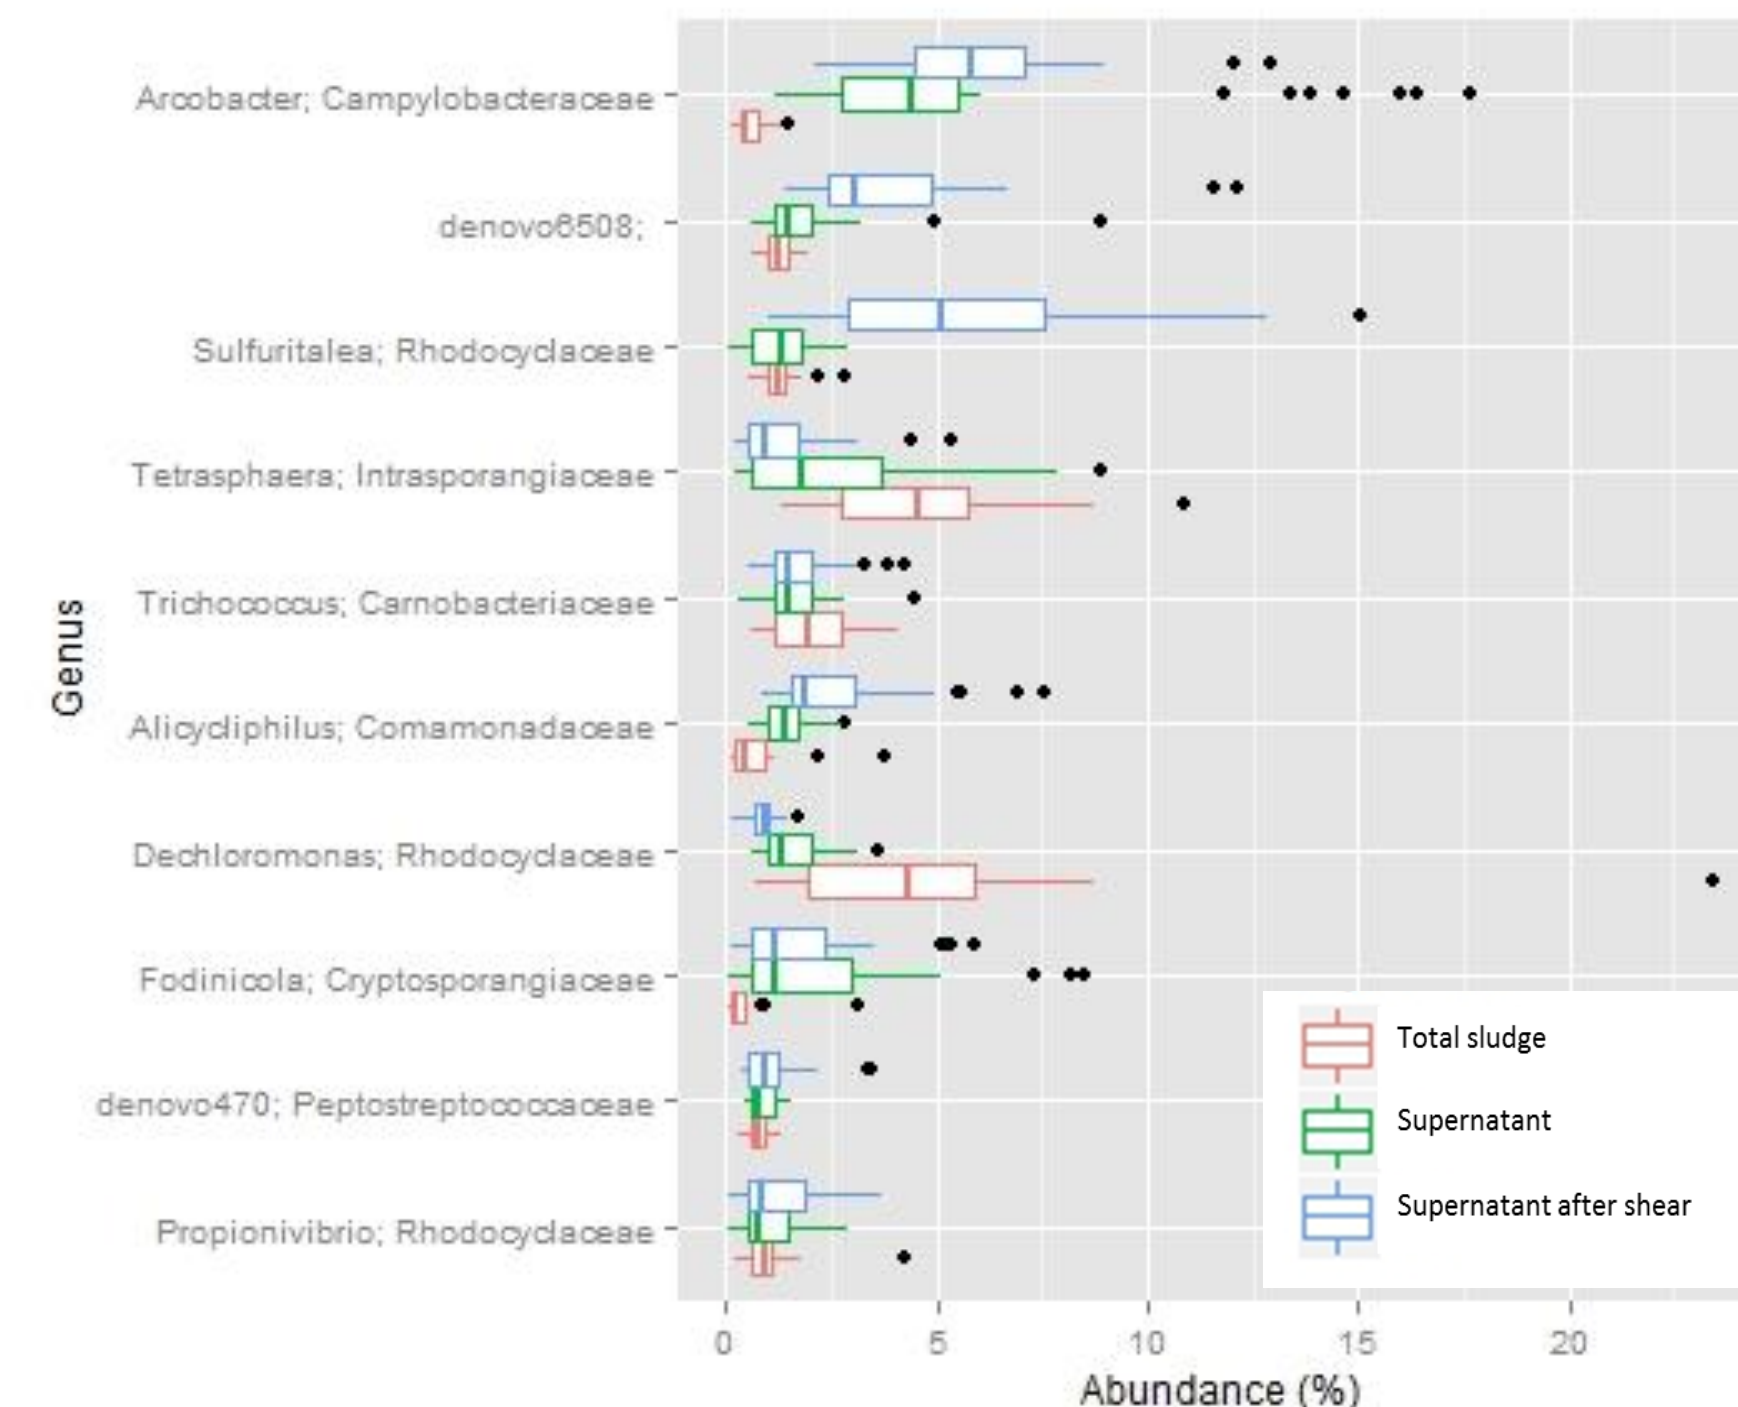 Arcobacter; Campylobacteraceae
denovo6508;
Sulfuritalea; Rhodocyclaceae
Tetrasphaera; Intrasporangiaceae
Trichococcus; Carnobacteriaceae
Alicycliphilus; Comamonadaceae
Dechloromonas; Rhodocyclaceae
Fodinicola; Cryptosporangiaceae
denovo470; Peptostreptococcaceae
Propionivibrio; Rhodocyclaceae
Genus
Total sludge
Supernatant
Supernatant after shear
0 5 10 15 20
Abundance (%)